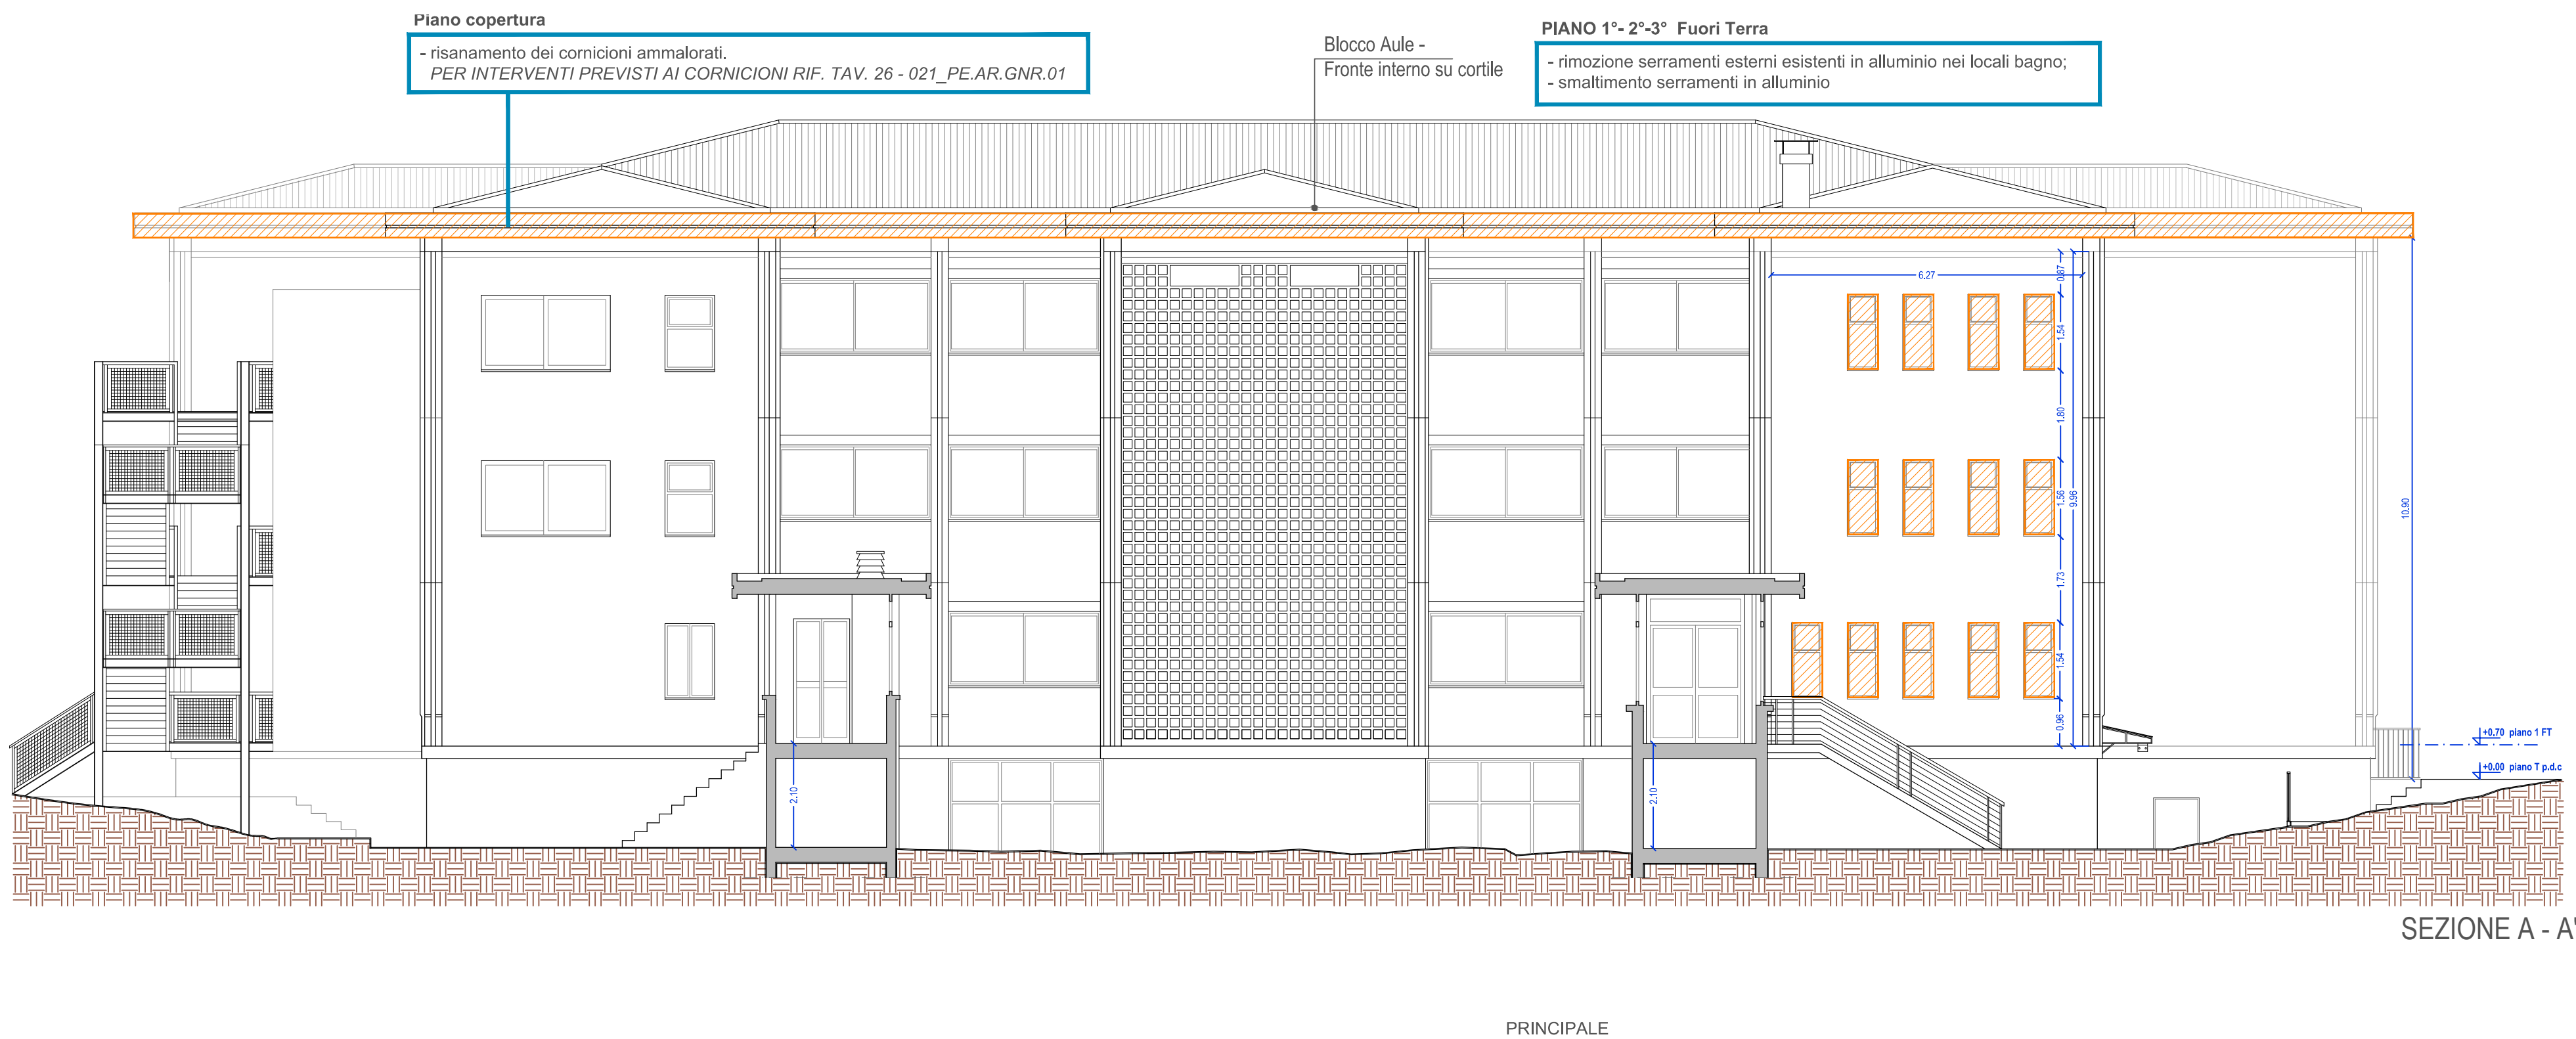 Piano copertura
- risanamento dei cornicioni ammalorati.
PER INTERVENTI PREVISTI AI CORNICIONI RIF. TAV. 26 - 021_PE.AR.GNR.01
Blocco Aule -
Fronte interno su cortile
PIANO 1°- 2°-3° Fuori Terra
- rimozione serramenti esterni esistenti in alluminio nei locali bagno;
- smaltimento serramenti in alluminio
6.27
0.87
1.54
1.80
1.56
9.96
1.73
1.54
0.96
10.90
2.10
2.10
+0.70 piano 1 FT
+0.00 piano T p.d.c
SEZIONE A - A'
PRINCIPALE